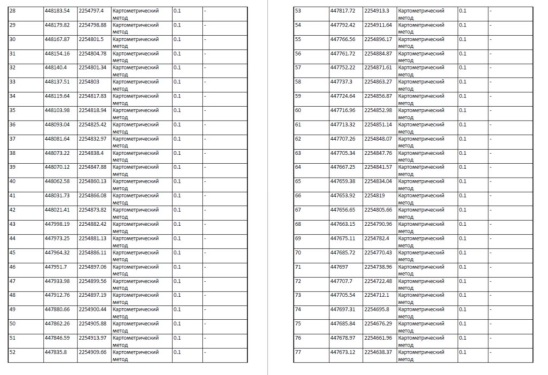 28 448183.54 2254797.4 Картометрический метод 0.1 -
29 448179.82 2254798.88 Картометрический метод 0.1 -
30 448167.87 2254801.5 Картометрический метод 0.1 -
31 448154.16 2254804.78 Картометрический метод 0.1 -
32 448140.4 2254801.34 Картометрический метод 0.1 -
33 448137.51 2254803 Картометрический метод 0.1 -
34 448119.64 2254817.83 Картометрический метод 0.1 -
35 448103.98 2254818.94 Картометрический метод 0.1 -
36 448093.04 2254825.42 Картометрический метод 0.1 -
37 448081.64 2254832.97 Картометрический метод 0.1 -
38 448073.22 2254838.4 Картометрический метод 0.1 -
39 448070.12 2254847.88 Картометрический метод 0.1 -
40 448062.58 2254860.13 Картометрический метод 0.1 -
41 448031.73 2254866.08 Картометрический метод 0.1 -
42 448021.41 2254873.82 Картометрический метод 0.1 -
43 447998.19 2254882.42 Картометрический метод 0.1 -
44 447973.25 2254881.13 Картометрический метод 0.1 -
45 447964.32 2254886.11 Картометрический метод 0.1 -
46 447951.7 2254897.06 Картометрический метод 0.1 -
47 447933.98 2254899.56 Картометрический метод 0.1 -
48 447912.76 2254897.19 Картометрический метод 0.1 -
49 447880.66 2254900.44 Картометрический метод 0.1 -
50 447862.26 2254905.88 Картометрический метод 0.1 -
51 447846.59 2254913.97 Картометрический метод 0.1 -
52 447835.8 2254909.66 Картометрический метод 0.1 -
53 447817.72 2254913.3 Картометрический метод 0.1 -
54 447792.42 2254911.64 Картометрический метод 0.1 -
55 447766.56 2254896.17 Картометрический метод 0.1 -
56 447761.72 2254884.87 Картометрический метод 0.1 -
57 447752.22 2254871.61 Картометрический метод 0.1 -
58 447737.3 2254863.27 Картометрический метод 0.1 -
59 447724.64 2254856.87 Картометрический метод 0.1 -
60 447716.96 2254852.98 Картометрический метод 0.1 -
61 447713.32 2254851.14 Картометрический метод 0.1 -
62 447707.26 2254848.07 Картометрический метод 0.1 -
63 447705.34 2254847.76 Картометрический метод 0.1 -
64 447667.25 2254841.57 Картометрический метод 0.1 -
65 447659.38 2254834.04 Картометрический метод 0.1 -
66 447653.92 2254819 Картометрический метод 0.1 -
67 447656.65 2254805.66 Картометрический метод 0.1 -
68 447663.15 2254790.96 Картометрический метод 0.1 -
69 447675.11 2254782.4 Картометрический метод 0.1 -
70 447685.72 2254770.43 Картометрический метод 0.1 -
71 447697 2254738.96 Картометрический метод 0.1 -
72 447707.7 2254722.48 Картометрический метод 0.1 -
73 447705.54 2254712.1 Картометрический метод 0.1 -
74 447697.31 2254695.8 Картометрический метод 0.1 -
75 447685.84 2254676.29 Картометрический метод 0.1 -
76 447678.97 2254661.96 Картометрический метод 0.1 -
77 447673.12 2254638.37 Картометрический метод 0.1 -